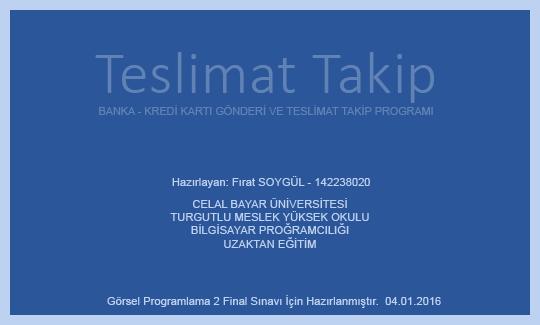 Teslimat Takip
BANKA - KREDİ KARTI GÖNDERİ VE TESLİMAT TAKİP PROGRAMI
Hazırlayan: Fırat SOYGÜL - 142238020
CELAL BAYAR ÜNİVERSİTESİ
TURGUTLU MESLEK YÜKSEK OKULU
BİLGİSAYAR PROĞRAMCILIĞI
UZAKTAN EĞİTİM
Görsel Programlama 2 Final Sınavı İçin Hazırlanmıştır. 04.01.2016